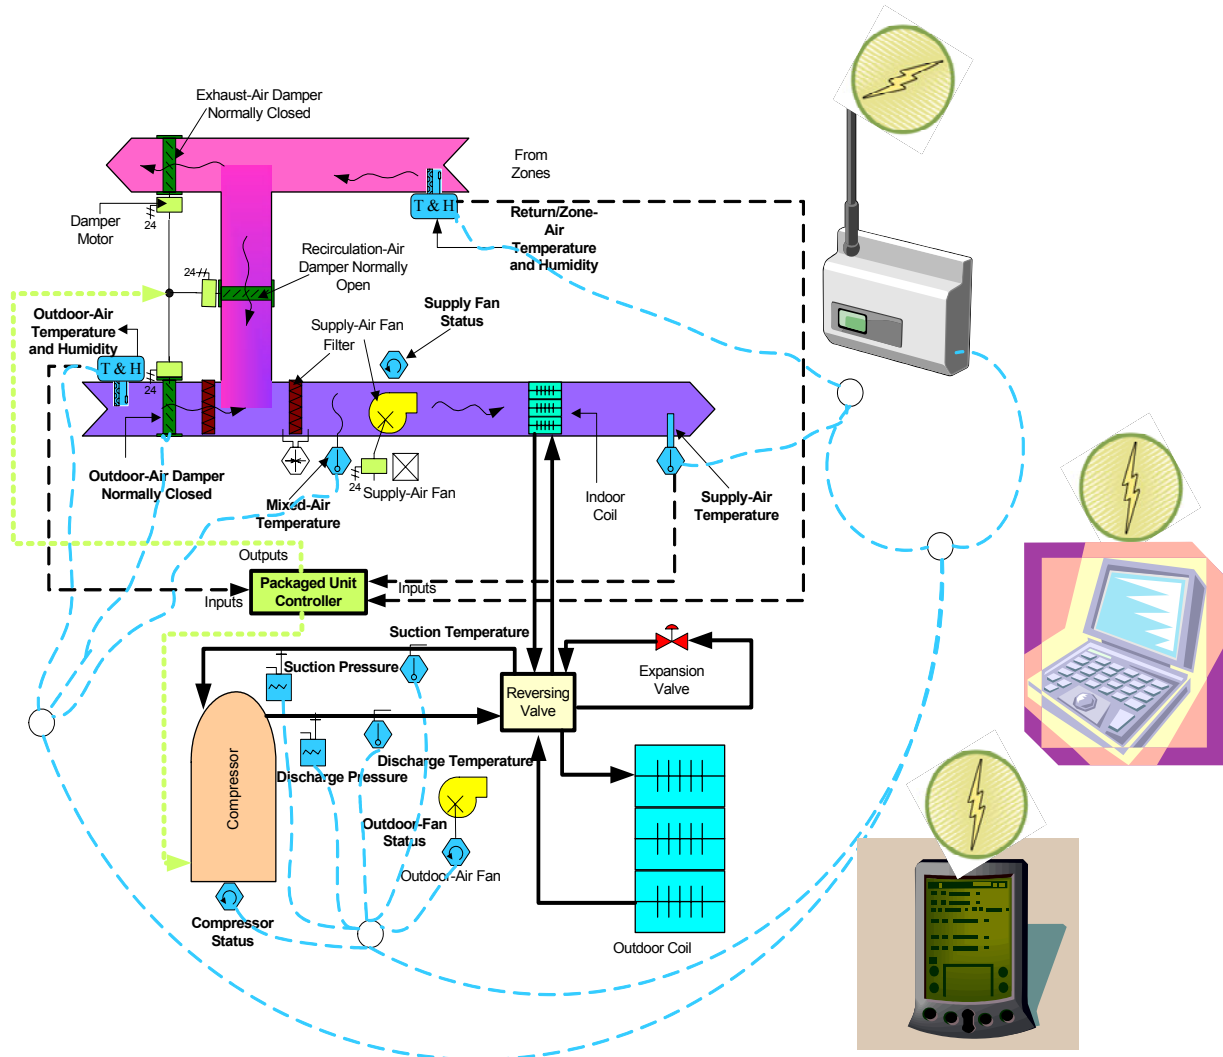 Exhaust-Air Damper
Normally Closed
From
Zones
T & H
Damper
Motor
24
Return/Zone-
Air
Temperature
and Humidity
Recirculation-Air
Damper Normally
Open
24
Outdoor-Air
Temperature
and Humidity
Supply Fan
Status
Supply-Air Fan
Filter
T & H
24
Outdoor-Air Damper
Normally Closed
Mixed-Air
Temperature
24
Supply-Air Fan
Indoor
Coil
Supply-Air
Temperature
Outputs
Packaged Unit
Controller
Inputs
Inputs
Suction Temperature
Suction Pressure
Expansion
Valve
Reversing
Valve
Compressor
Discharge Temperature
Discharge Pressure
Outdoor-Fan
Status
Outdoor-Air Fan
Compressor
Status
Outdoor Coil